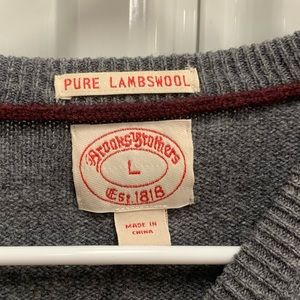 PURE LAMBSWOOL
Brooks Brothers
L
Est. 1818
MADE IN
CHINA